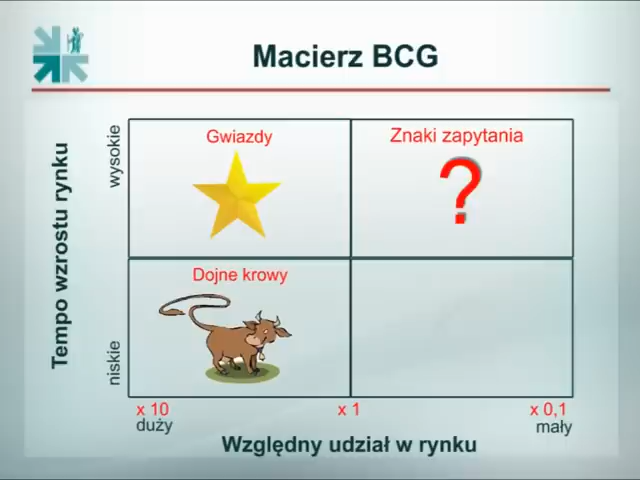 Macierz BCG
Tempo wzrostu rynku
wysokie
niskie
Gwiazdy
Znaki zapytania
?
Dojne krowy
x 10
x 1
x 0,1
duży
mały
Względny udział w rynku